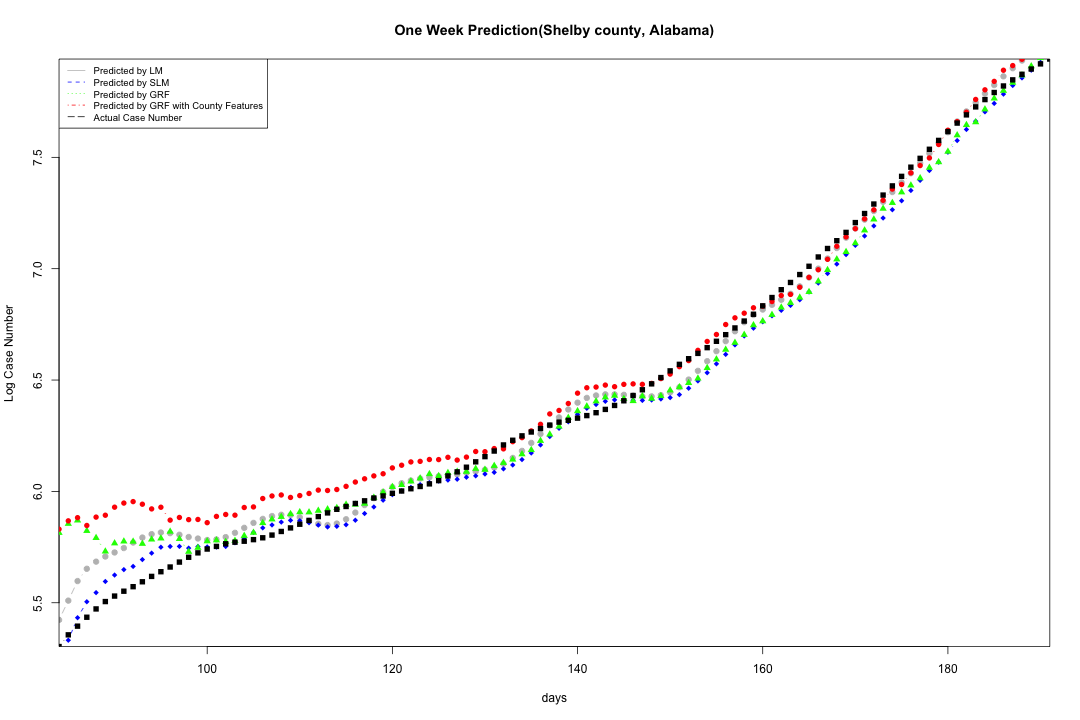 One Week Prediction(Shelby county, Alabama)
Predicted by LM
Predicted by SLM
Predicted by GRF
Predicted by GRF with County Features
Actual Case Number
Log Case Number
7.5
7.0
6.5
6.0
5.5
100
120
140
160
180
days